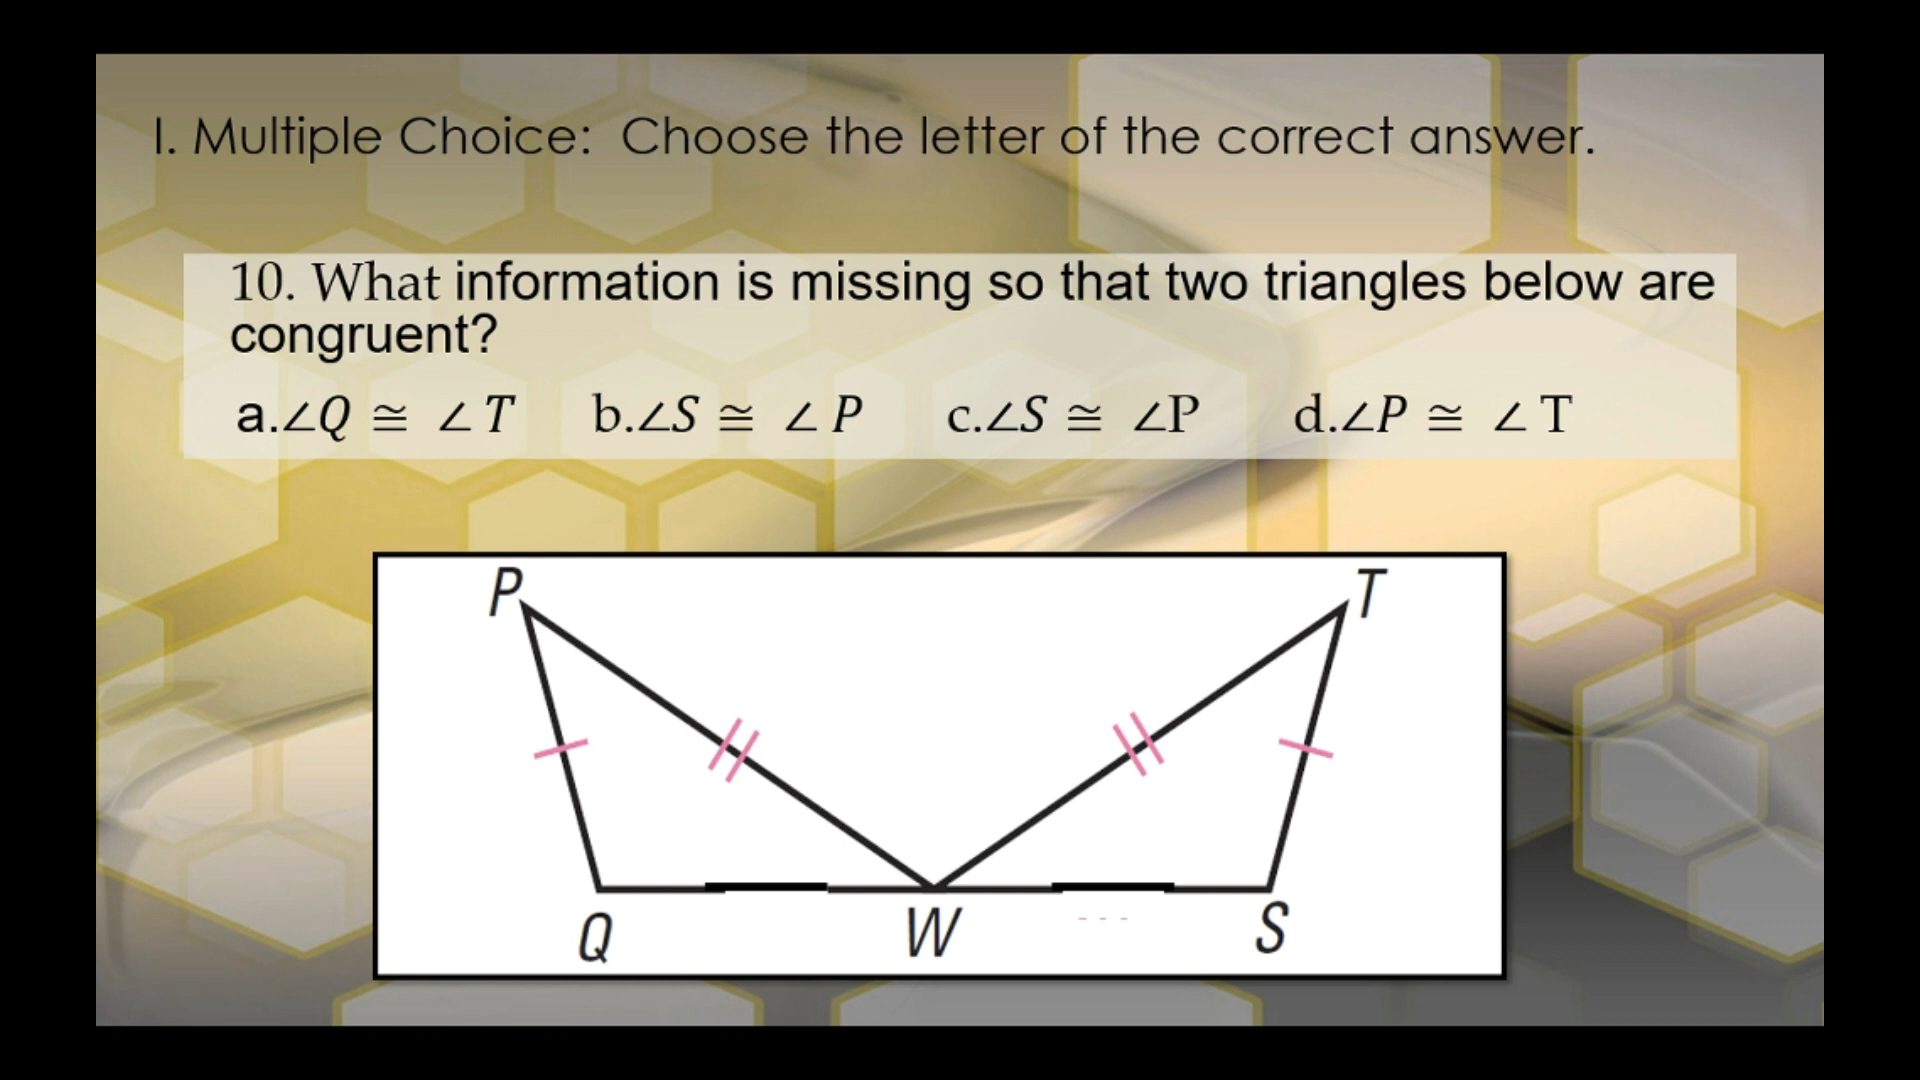 I. Multiple Choice: Choose the letter of the correct answer.
10. What information is missing so that two triangles below are
congruent?
a.∠Q ≅ ∠ T b.∠S ≅ ∠ P c.∠S ≅ ∠P d.∠P ≅ ∠ T
P T
Q W S